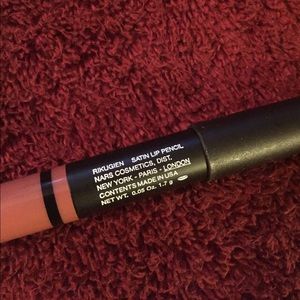 RIKUGIEN SATIN LIP PENCIL
NARS COSMETICS, DIST.
NEW YORK - PARIS - LONDON
CONTENTS MADE IN USA
NET WT. 0.05 Oz. 1.7 g